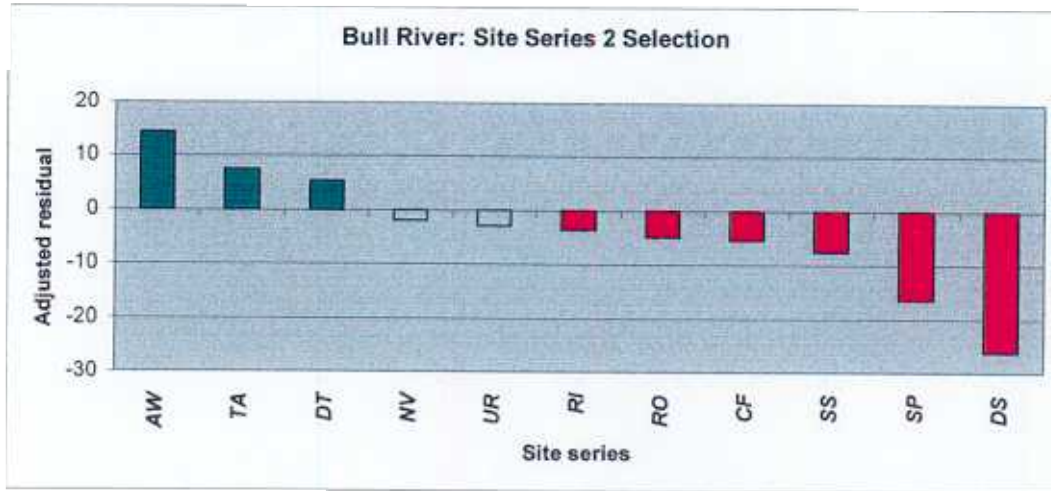 Bull River: Site Series 2 Selection
20
10
0
-10
-20
-30
Adjusted residual
AW TA DT NV UR RI RO CF SS SP DS
Site series